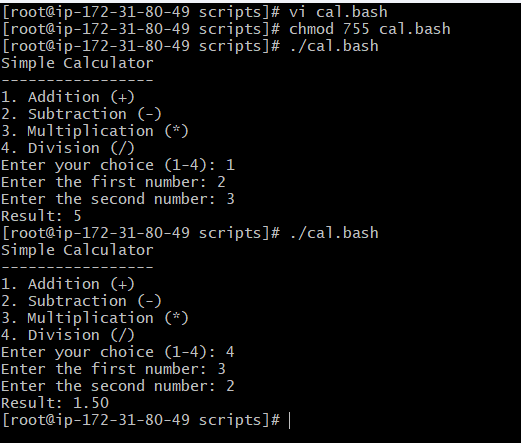 [root@ip-172-31-80-49 scripts]# vi cal.bash
[root@ip-172-31-80-49 scripts]# chmod 755 cal.bash
[root@ip-172-31-80-49 scripts]# ./cal.bash
Simple Calculator
-----------------
1. Addition (+)
2. Subtraction (-)
3. Multiplication (*)
4. Division (/)
Enter your choice (1-4): 1
Enter the first number: 2
Enter the second number: 3
Result: 5
[root@ip-172-31-80-49 scripts]# ./cal.bash
Simple Calculator
-----------------
1. Addition (+)
2. Subtraction (-)
3. Multiplication (*)
4. Division (/)
Enter your choice (1-4): 4
Enter the first number: 3
Enter the second number: 2
Result: 1.50
[root@ip-172-31-80-49 scripts]#